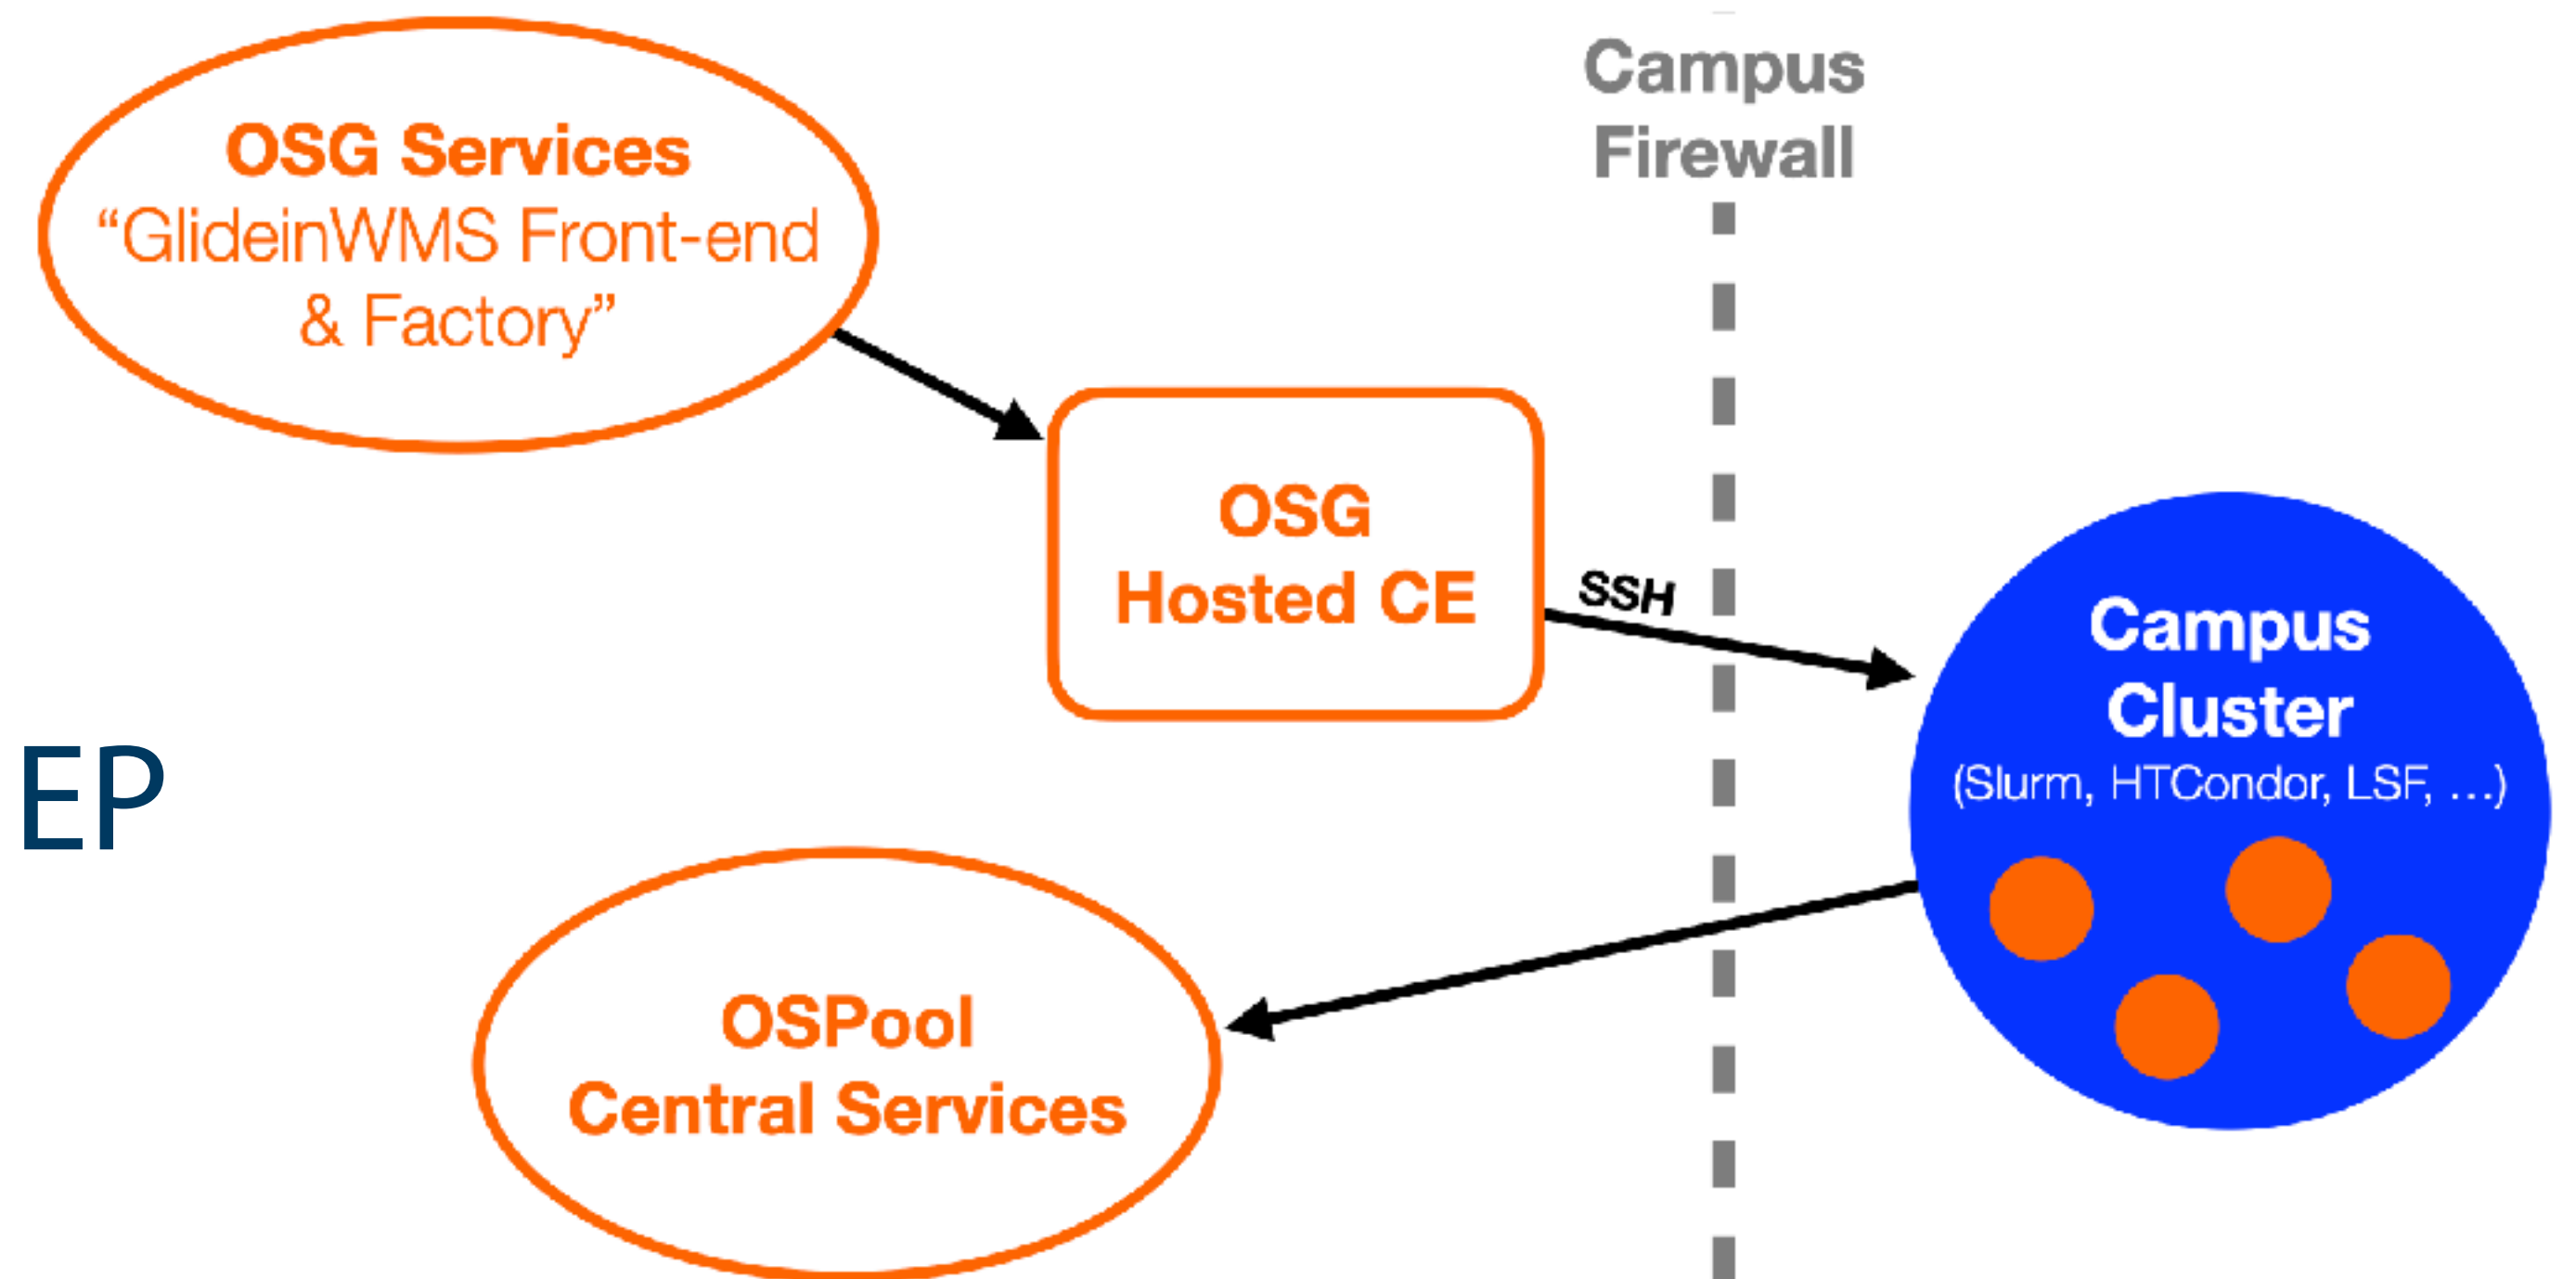 OSG Services
“GlideinWMS Front-end
& Factory”
Campus
Firewall
OSG
Hosted CE
SSH
Campus
Cluster
(Slurm, HTCondor, LSF, ...)
EP
OSPool
Central Services